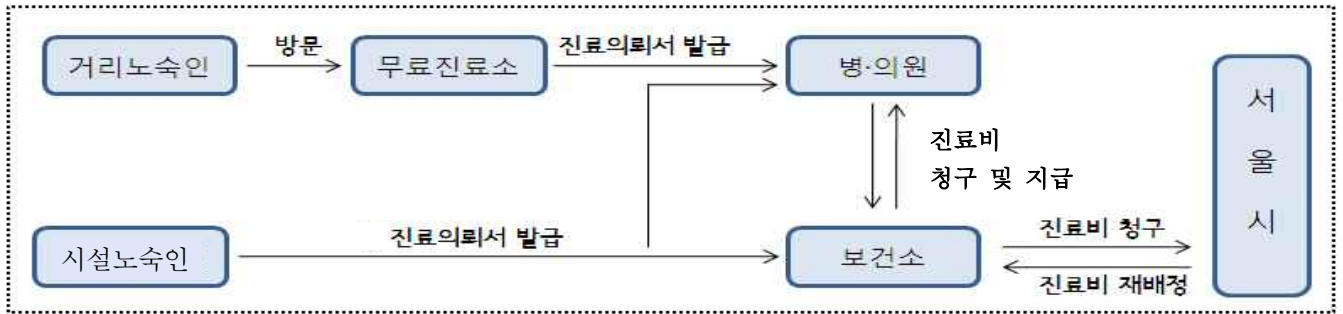 거리노숙인
방문
무료진료소
진료의뢰서 발급
병·의원
서
울
시
진료비
청구 및 지급
시설노숙인
진료의뢰서 발급
보건소
진료비 청구
진료비 재배정